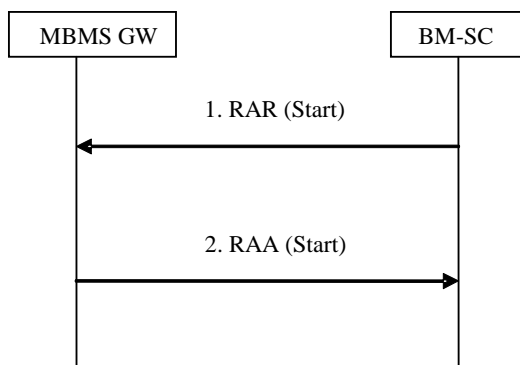 MBMS GW
BM-SC
1. RAR (Start)
2. RAA (Start)